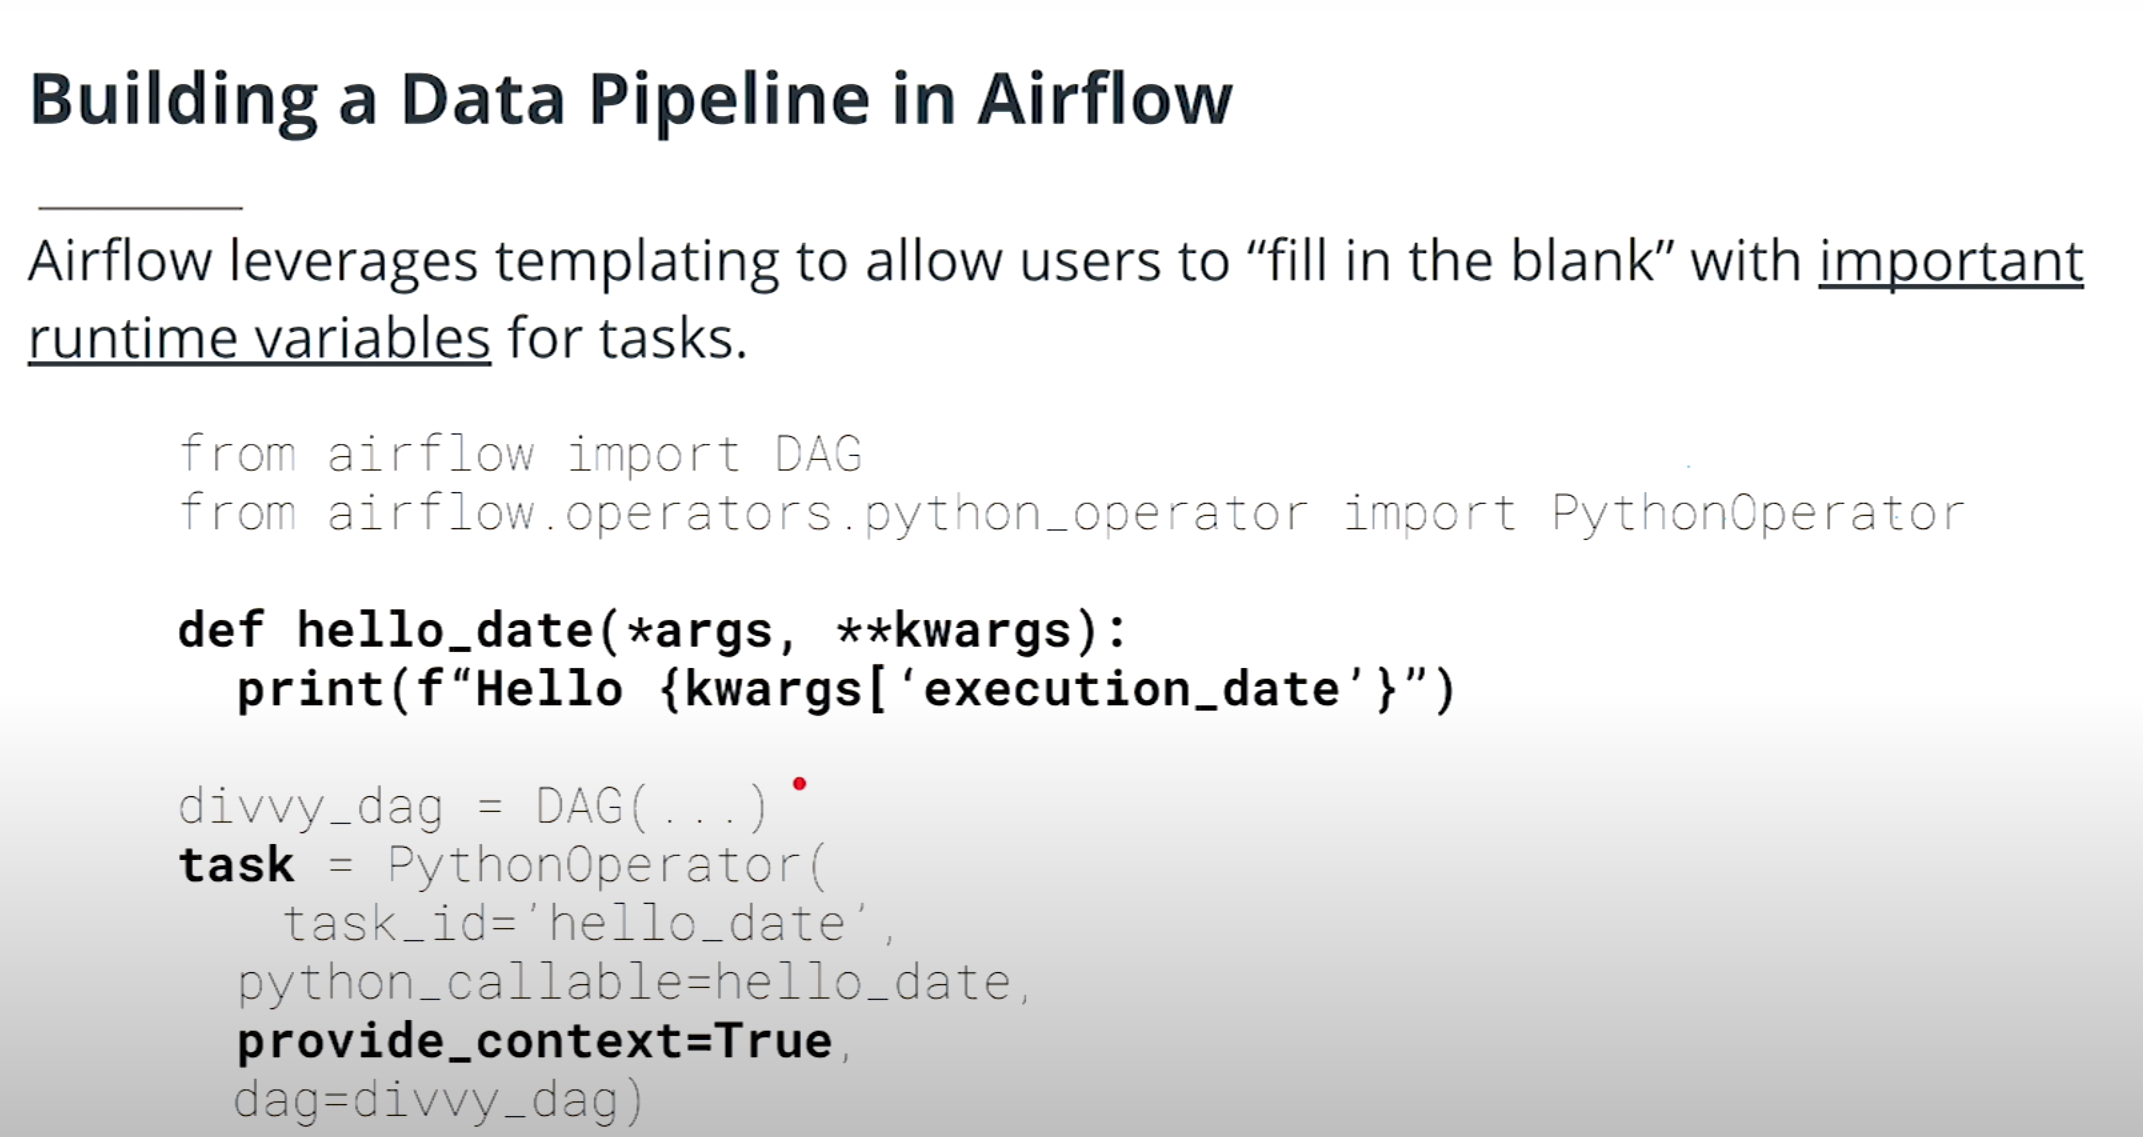 Building a Data Pipeline in Airflow
Airflow leverages templating to allow users to “fill in the blank” with important
runtime variables for tasks.
from airflow import DAG
from airflow.operators.python_operator import PythonOperator
def hello_date(*args, **kwargs):
print(f“Hello {kwargs[‘execution_date’}”)
divvy_dag = DAG(...)
task = PythonOperator(
task_id=’hello_date’,
python_callable=hello_date,
provide_context=True,
dag=divvy_dag)